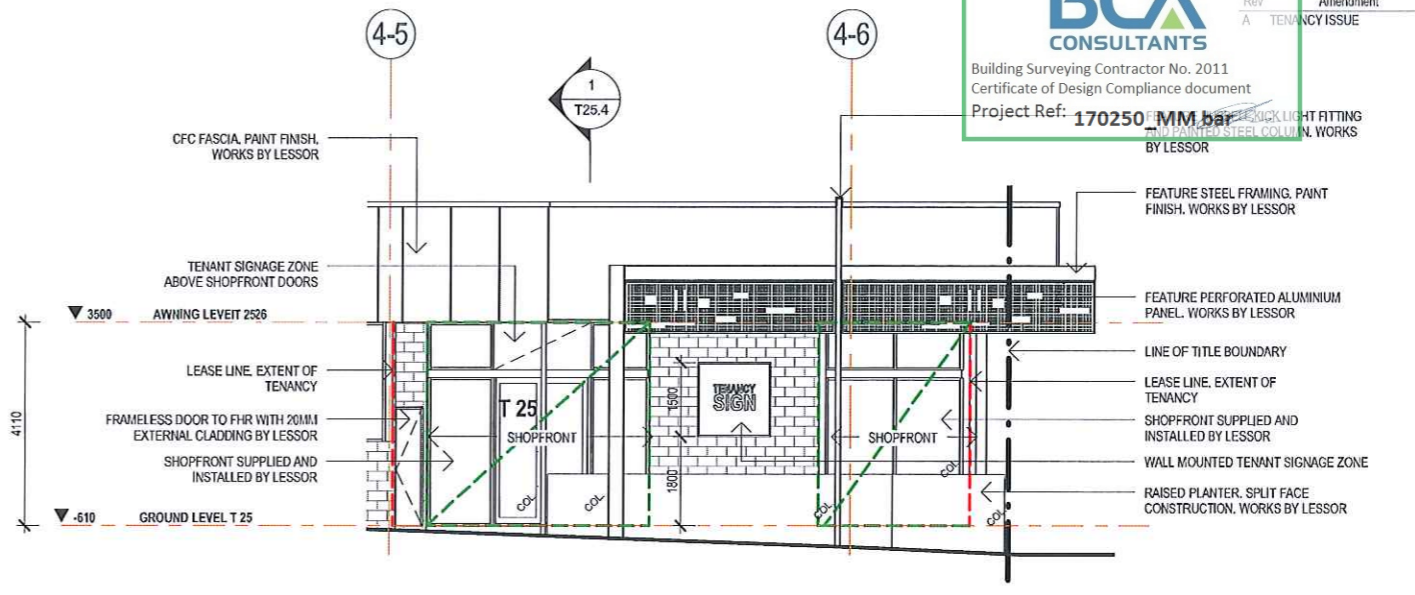 4-5
4-6
BCA
CONSULTANTS
Building Surveying Contractor No. 2011
Certificate of Design Compliance document
Project Ref: 170250_MM bar
Rev Amendment
A TENANCY ISSUE
1
T25.4
CFC FASCIA, PAINT FINISH,
WORKS BY LESSOR
LIGHT FITTING
AND PAINTED STEEL COLUMN. WORKS
BY LESSOR
FEATURE STEEL FRAMING, PAINT
FINISH. WORKS BY LESSOR
TENANT SIGNAGE ZONE
ABOVE SHOPFRONT DOORS
FEATURE PERFORATED ALUMINIUM
PANEL. WORKS BY LESSOR
3500 AWNING LEVEIT 2526
LINE OF TITLE BOUNDARY
LEASE LINE, EXTENT OF
TENANCY
LEASE LINE, EXTENT OF
TENANCY
FRAMELESS DOOR TO FHR WITH 20MM
EXTERNAL CLADDING BY LESSOR
SHOPFRONT SUPPLIED AND
INSTALLED BY LESSOR
SHOPFRONT SUPPLIED AND
INSTALLED BY LESSOR
WALL MOUNTED TENANT SIGNAGE ZONE
RAISED PLANTER, SPLIT FACE
CONSTRUCTION, WORKS BY LESSOR
4110
T 25
SHOPFRONT
TENANCY
SIGN
1500
1800
SHOPFRONT
COL
COL
COL
COL
COL
-610 GROUND LEVEL T 25